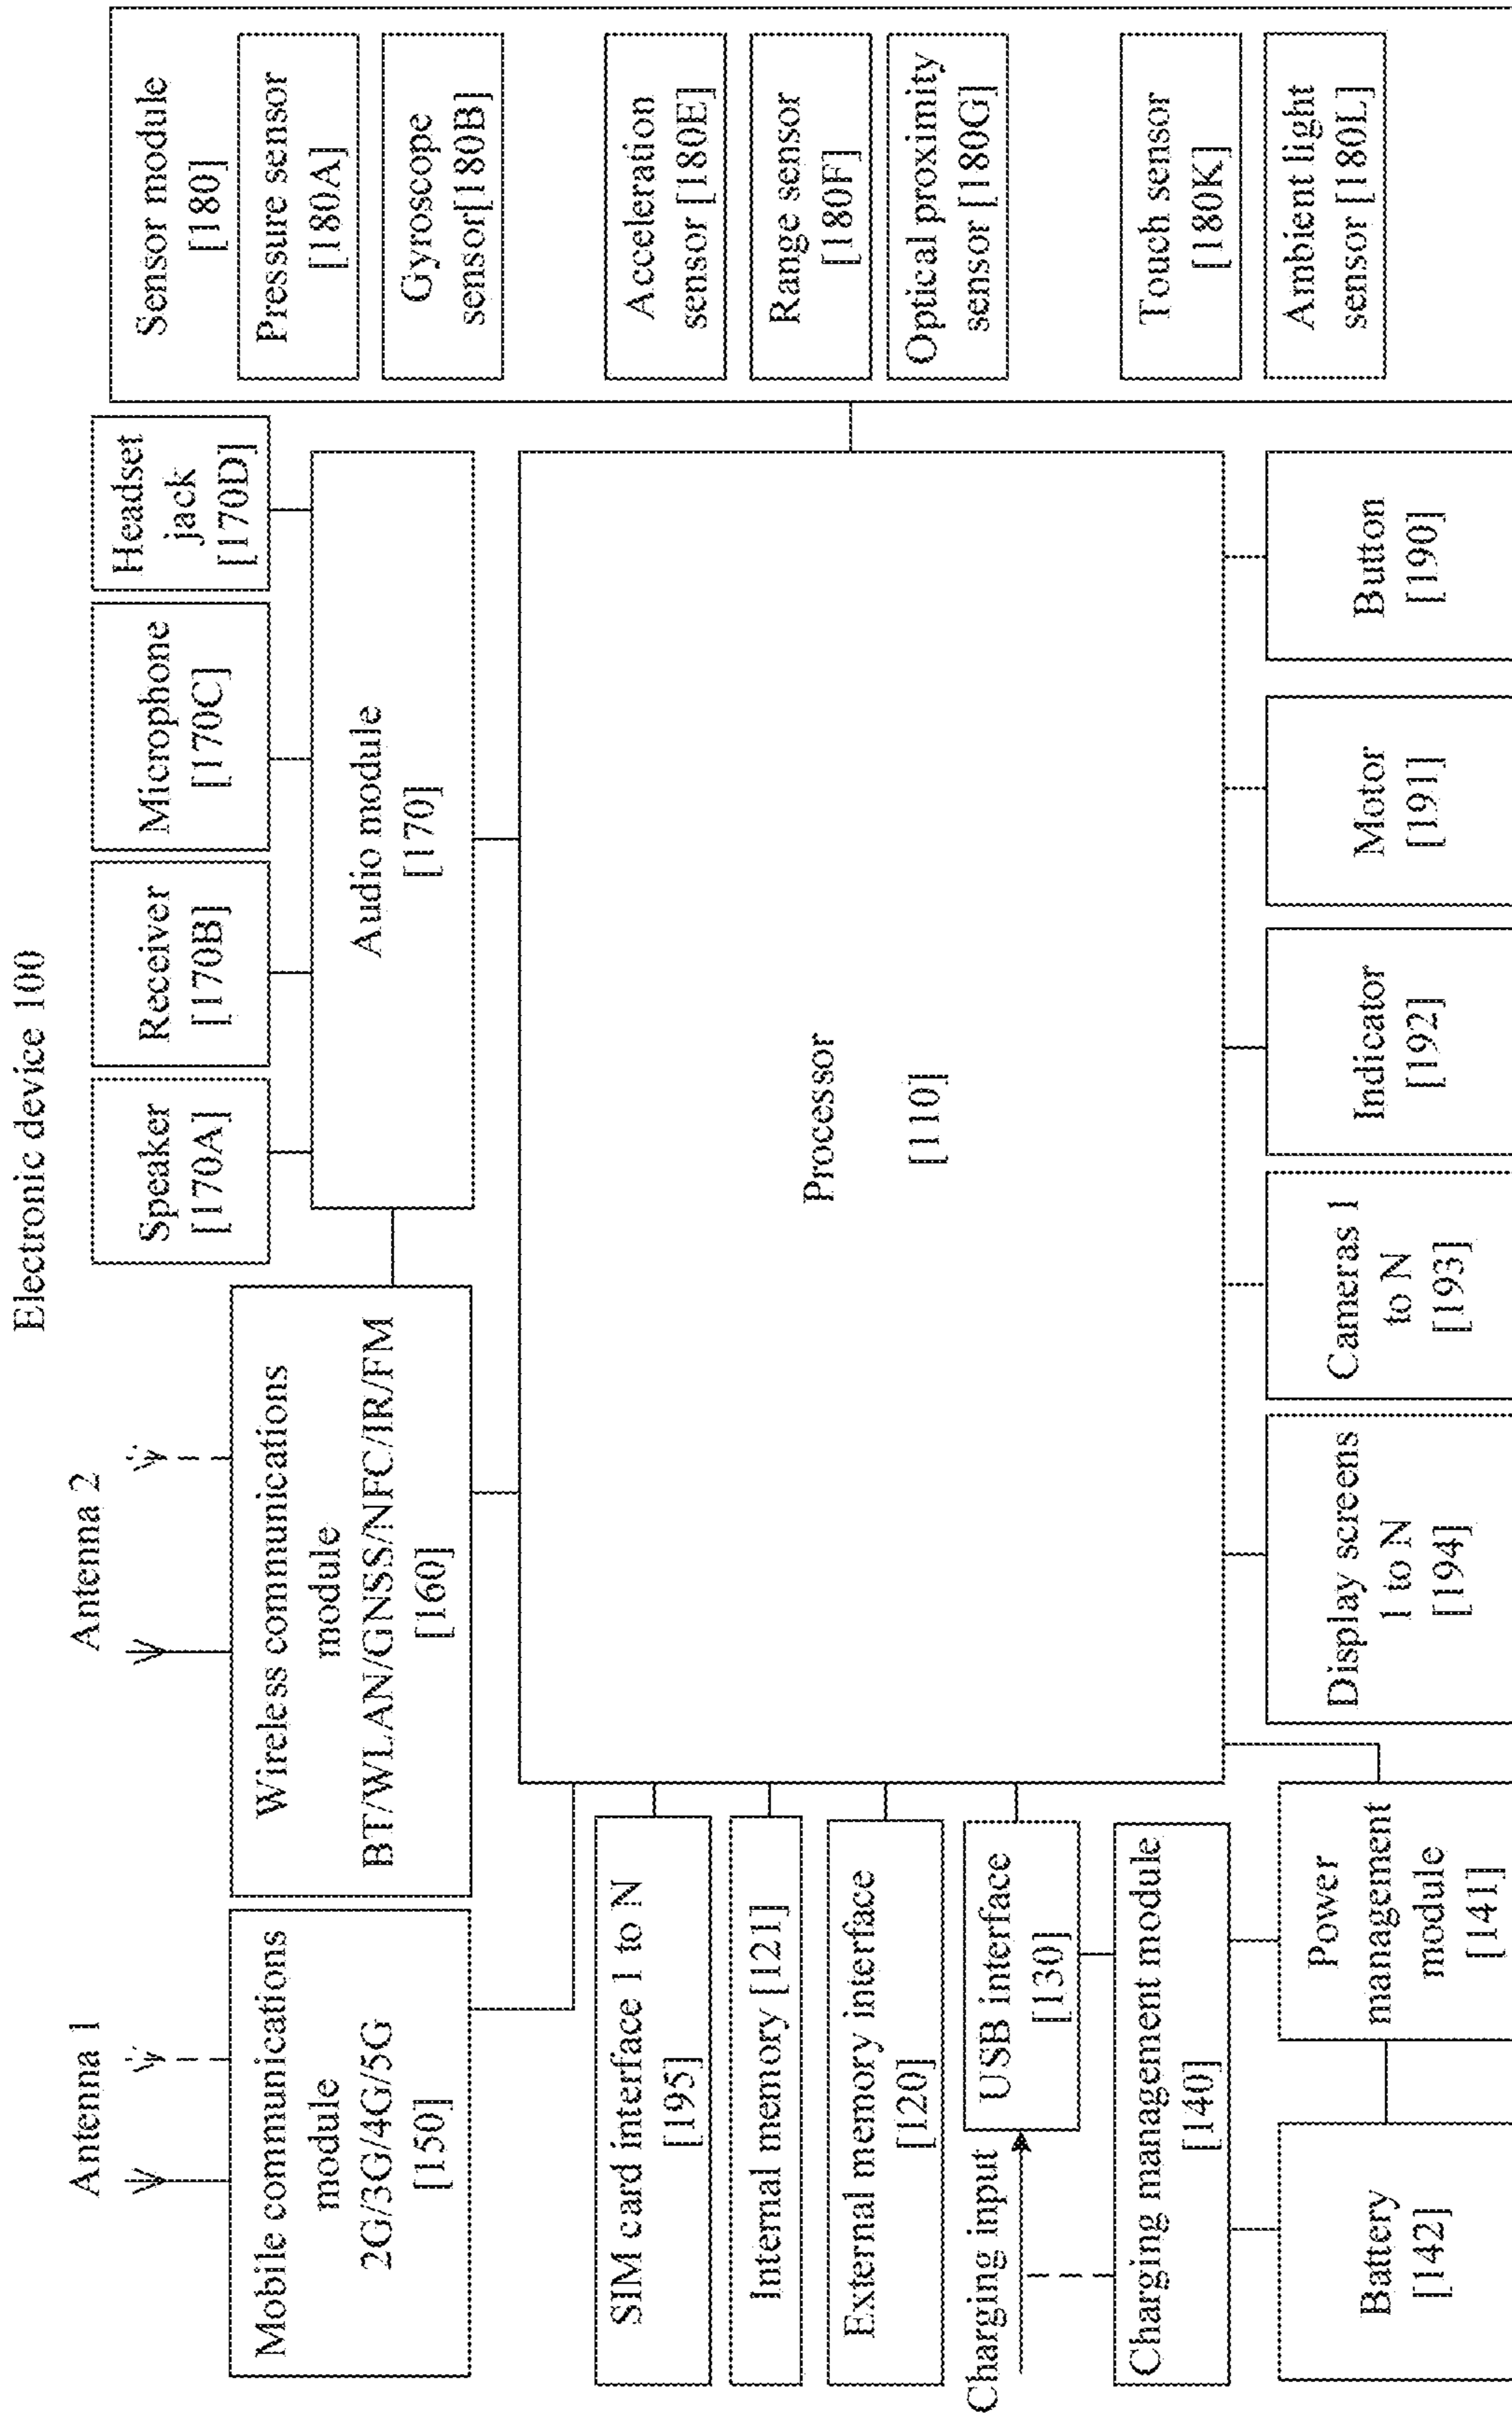 Electronic device 100
Antenna 1
Antenna 2
Mobile communications
module
2G/3G/4G/5G
[150]
Wireless communications
module
BT/WLAN/GNSS/NFC/IR/FM
[160]
Speaker
[170A]
Receiver
[170B]
Microphone
[170C]
Headset
jack
[170D]
Audio module
[170]
Sensor module
[180]
Pressure sensor
[180A]
Gyroscope
sensor[180B]
Acceleration
sensor [180E]
Range sensor
[180F]
Optical proximity
sensor [180G]
Touch sensor
[180K]
Ambient light
sensor [180L]
SIM card interface 1 to N
[195]
Internal memory [121]
External memory interface
[120]
Charging input
USB interface
[130]
Charging management module
[140]
Processor
[110]
Battery
[142]
Power
management
module
[141]
Display screens
1 to N
[194]
Cameras 1
to N
[193]
Indicator
[192]
Motor
[191]
Button
[190]